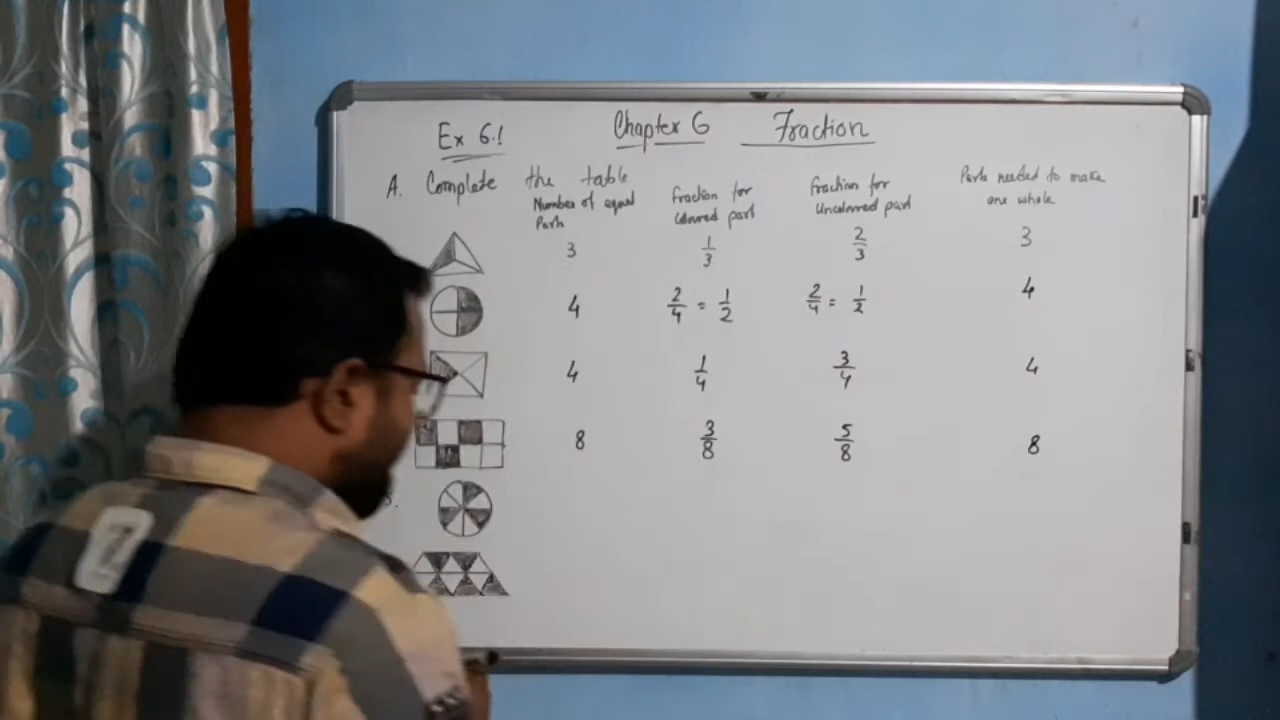 Ex 6.1 Chapter 6 Fraction
A. Complete the table
Number of equal Parts
Fraction for Coloured part
Fraction for Uncoloured part
Parts needed to make one whole
3 1/3 2/3 3
4 2/4 = 1/2 2/4 = 1/2 4
4 1/4 3/4 4
8 3/8 5/8 8